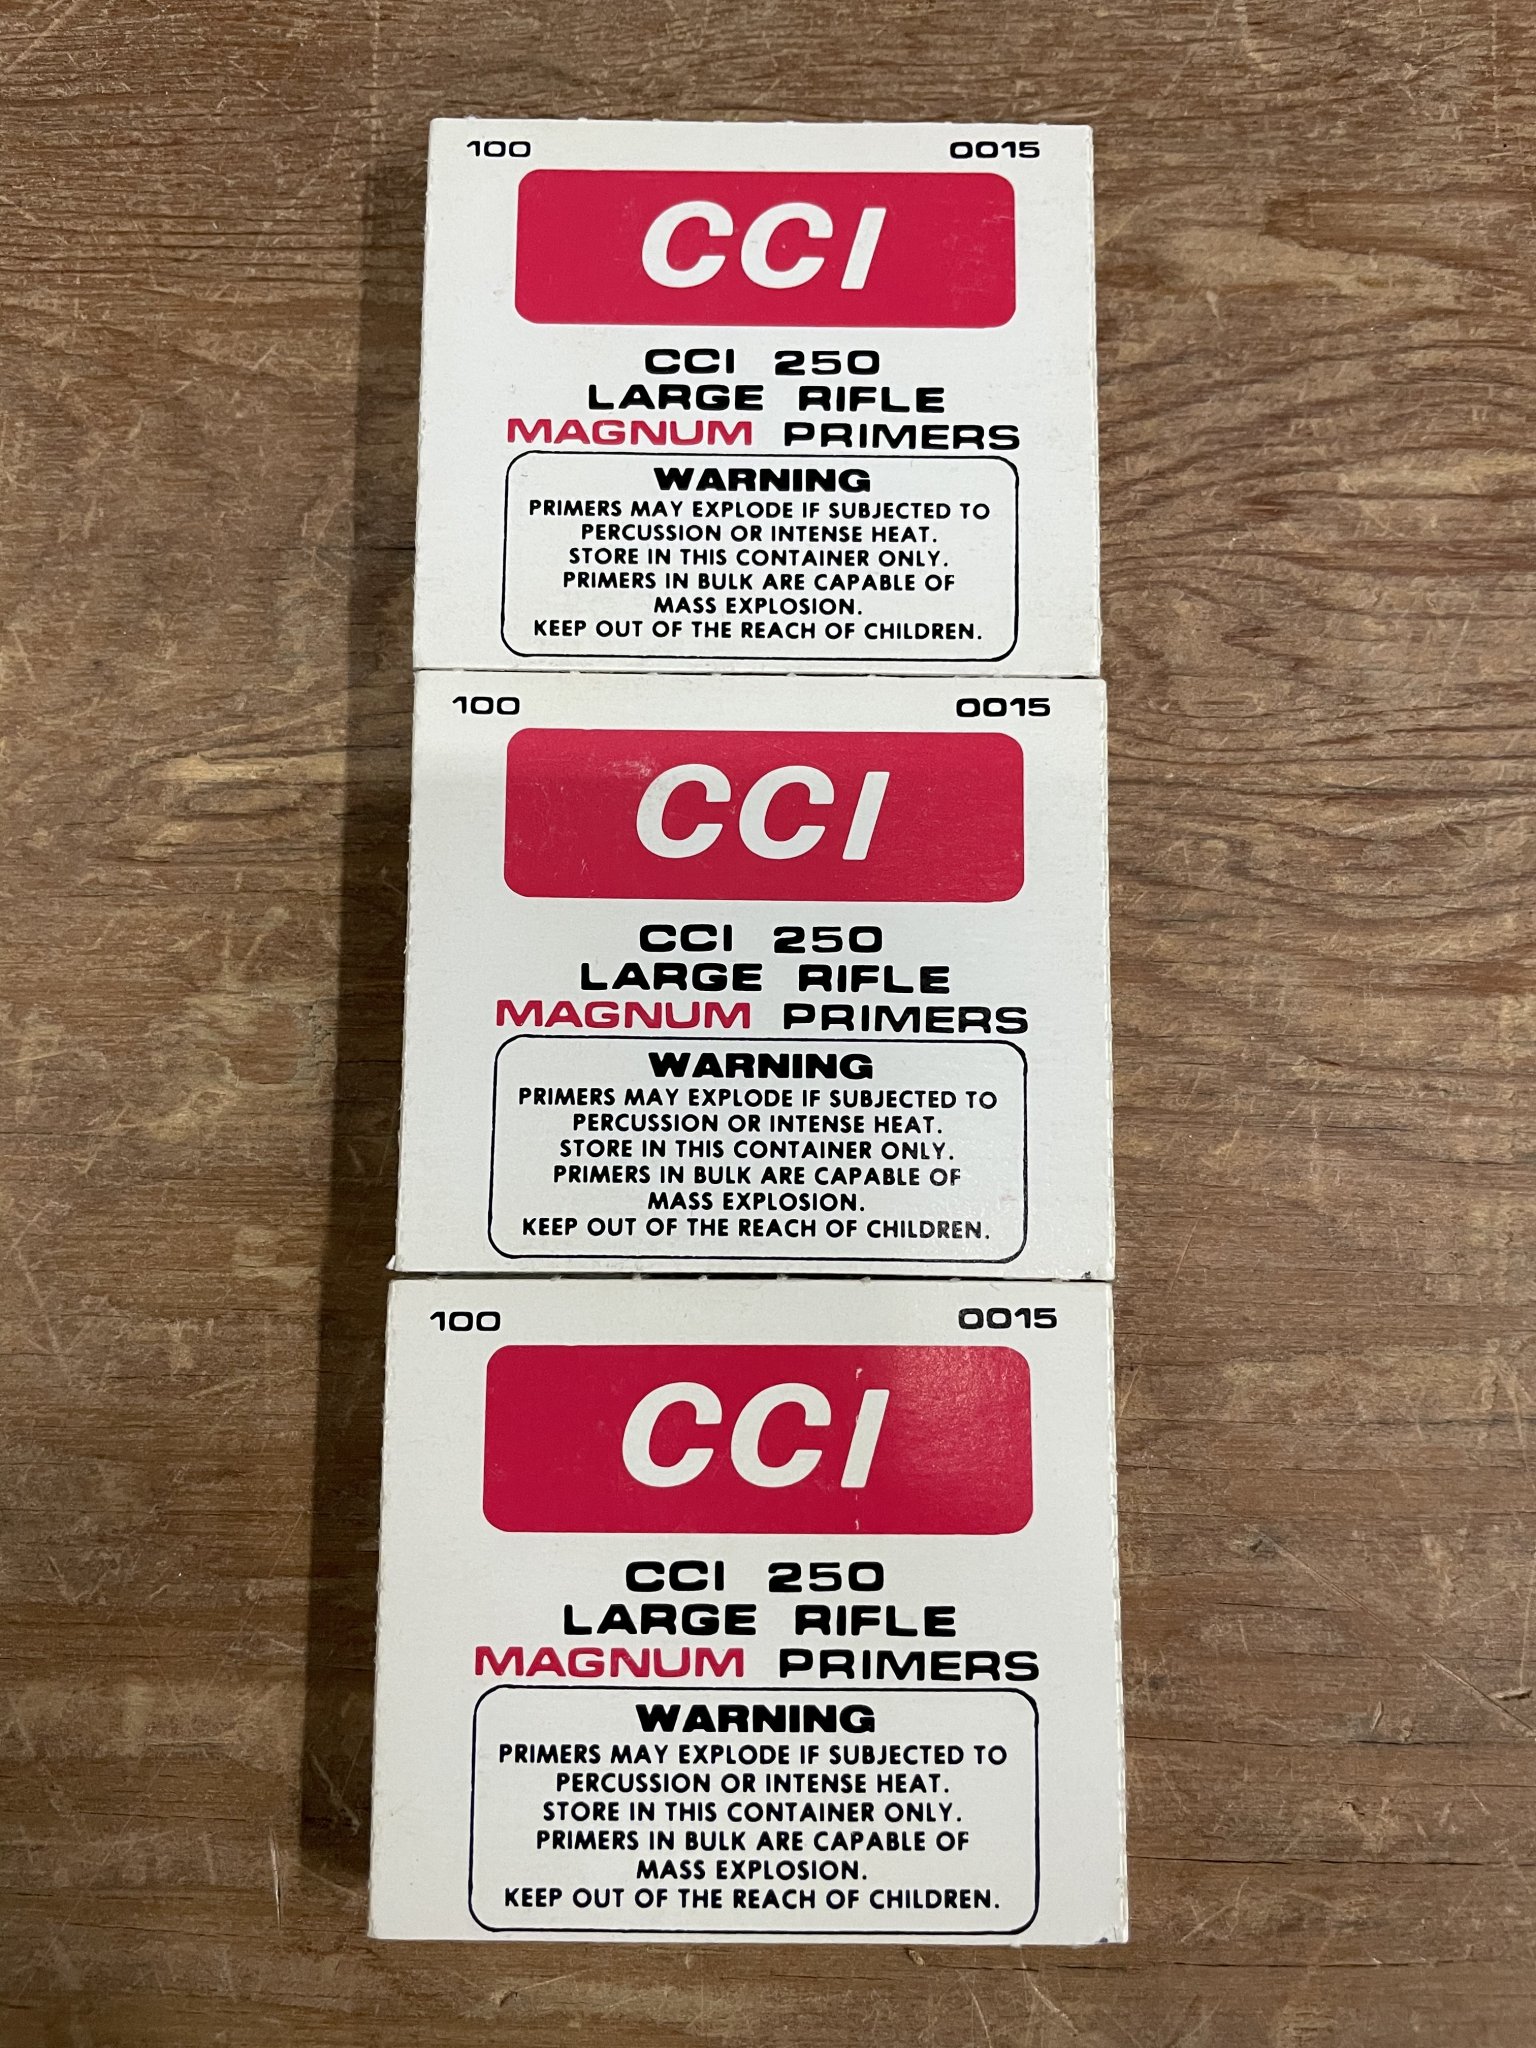 100 0015
CCI
CCI 250
LARGE RIFLE
MAGNUM PRIMERS
WARNING
PRIMERS MAY EXPLODE IF SUBJECTED TO
PERCUSSION OR INTENSE HEAT.
STORE IN THIS CONTAINER ONLY.
PRIMERS IN BULK ARE CAPABLE OF
MASS EXPLOSION.
KEEP OUT OF THE REACH OF CHILDREN.
100 0015
CCI
CCI 250
LARGE RIFLE
MAGNUM PRIMERS
WARNING
PRIMERS MAY EXPLODE IF SUBJECTED TO
PERCUSSION OR INTENSE HEAT.
STORE IN THIS CONTAINER ONLY.
PRIMERS IN BULK ARE CAPABLE OF
MASS EXPLOSION.
KEEP OUT OF THE REACH OF CHILDREN.
100 0015
CCI
CCI 250
LARGE RIFLE
MAGNUM PRIMERS
WARNING
PRIMERS MAY EXPLODE IF SUBJECTED TO
PERCUSSION OR INTENSE HEAT.
STORE IN THIS CONTAINER ONLY.
PRIMERS IN BULK ARE CAPABLE OF
MASS EXPLOSION.
KEEP OUT OF THE REACH OF CHILDREN.